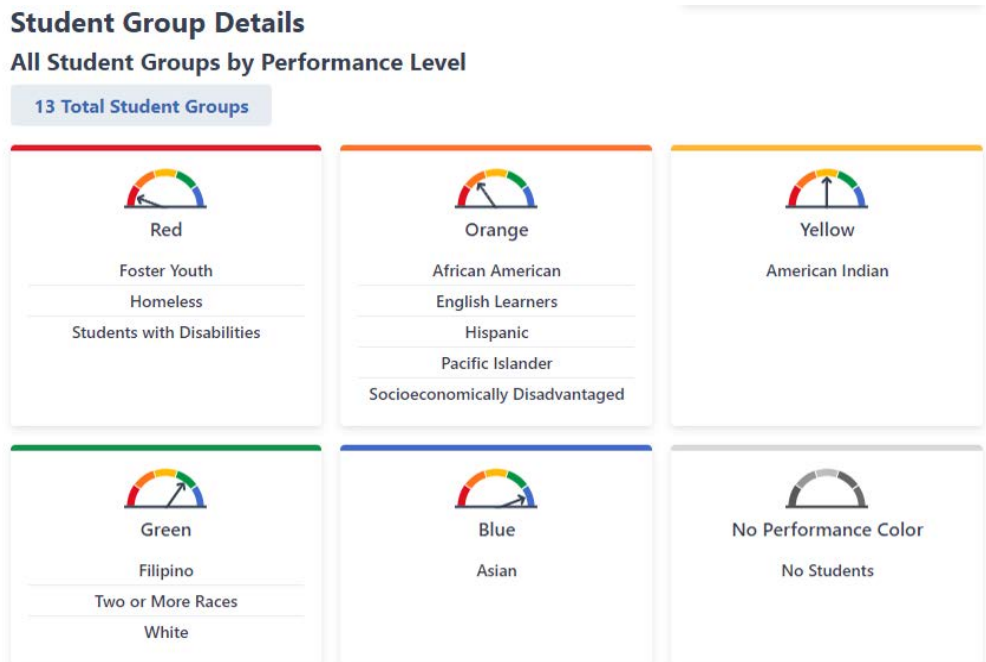 Student Group Details
All Student Groups by Performance Level
13 Total Student Groups
Red
Foster Youth
Homeless
Students with Disabilities
Orange
African American
English Learners
Hispanic
Pacific Islander
Socioeconomically Disadvantaged
Yellow
American Indian
Green
Filipino
Two or More Races
White
Blue
Asian
No Performance Color
No Students